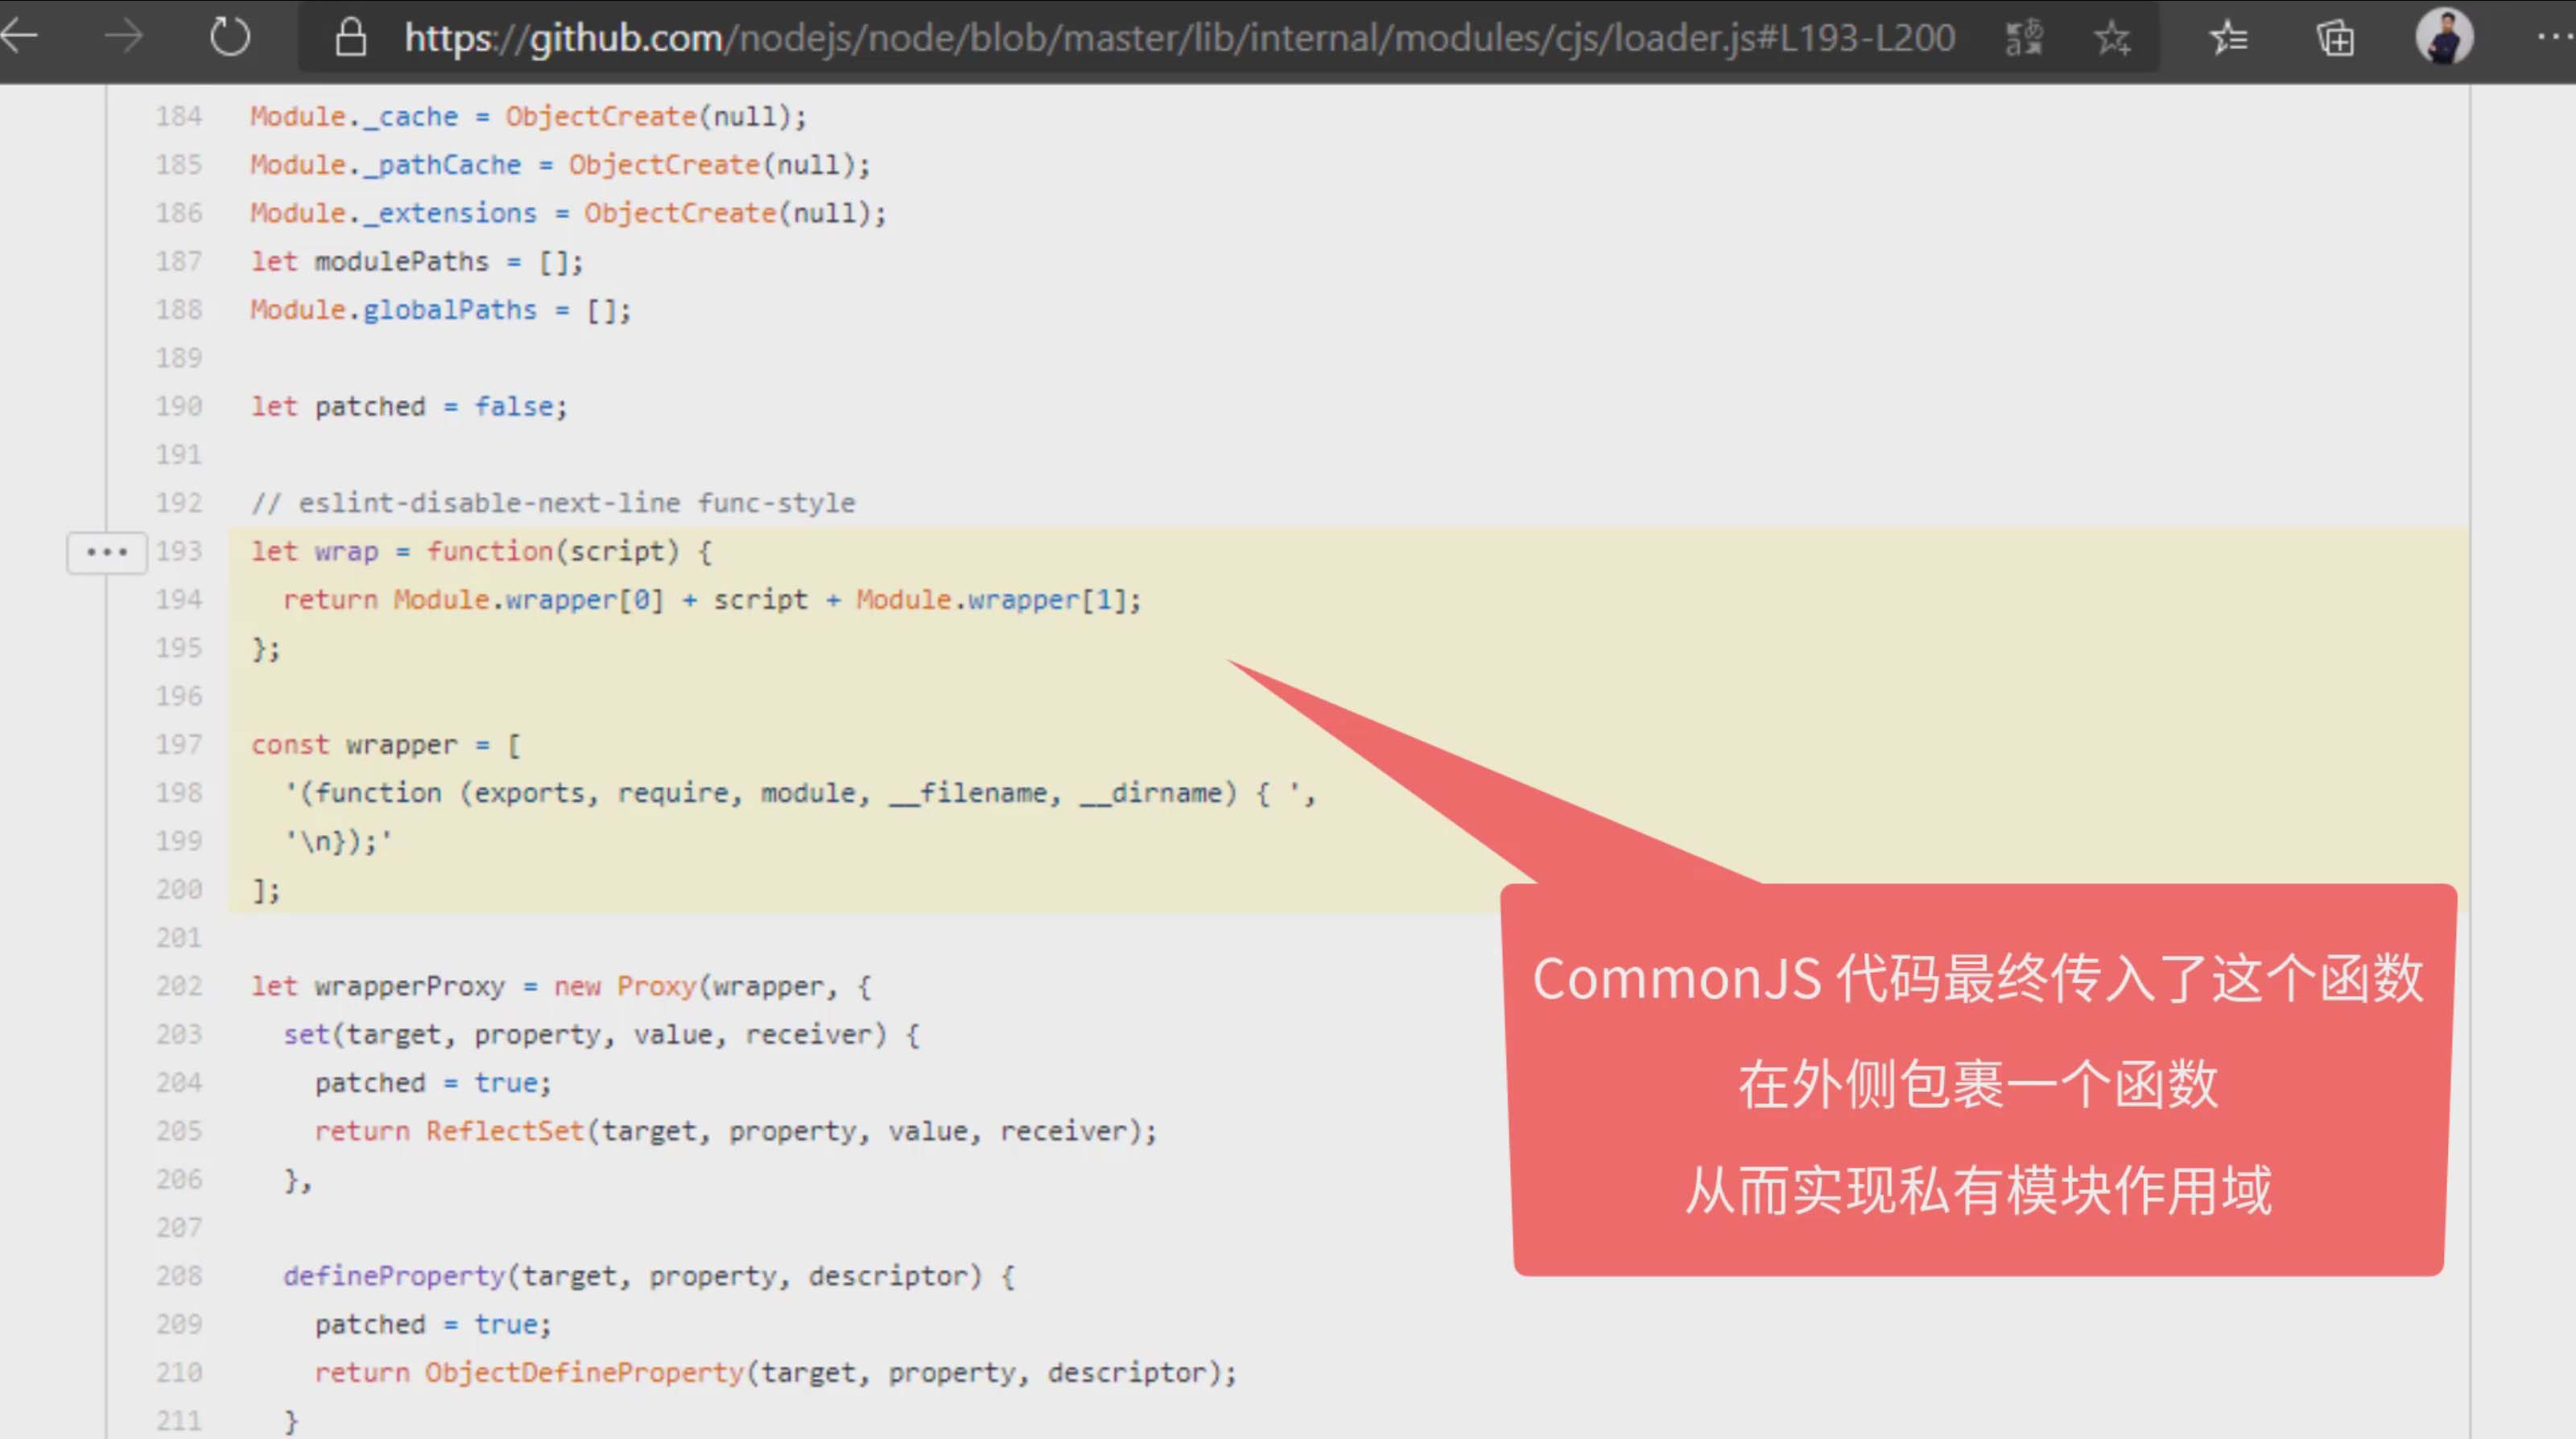 https://github.com/nodejs/node/blob/master/lib/internal/modules/cjs/loader.js#L193-L200
184 Module._cache = ObjectCreate(null);
185 Module._pathCache = ObjectCreate(null);
186 Module._extensions = ObjectCreate(null);
187 let modulePaths = [];
188 Module.globalPaths = [];
189
190 let patched = false;
191
192 // eslint-disable-next-line func-style
193 let wrap = function(script) {
194   return Module.wrapper[0] + script + Module.wrapper[1];
195 };
196
197 const wrapper = [
198   '(function (exports, require, module, __filename, __dirname) { ',
199   '\n});'
200 ];
201
202 let wrapperProxy = new Proxy(wrapper, {
203   set(target, property, value, receiver) {
204     patched = true;
205     return ReflectSet(target, property, value, receiver);
206   },
207
208   defineProperty(target, property, descriptor) {
209     patched = true;
210     return ObjectDefineProperty(target, property, descriptor);
211   }
CommonJS 代码最终传入了这个函数
在外侧包裹一个函数
从而实现私有模块作用域